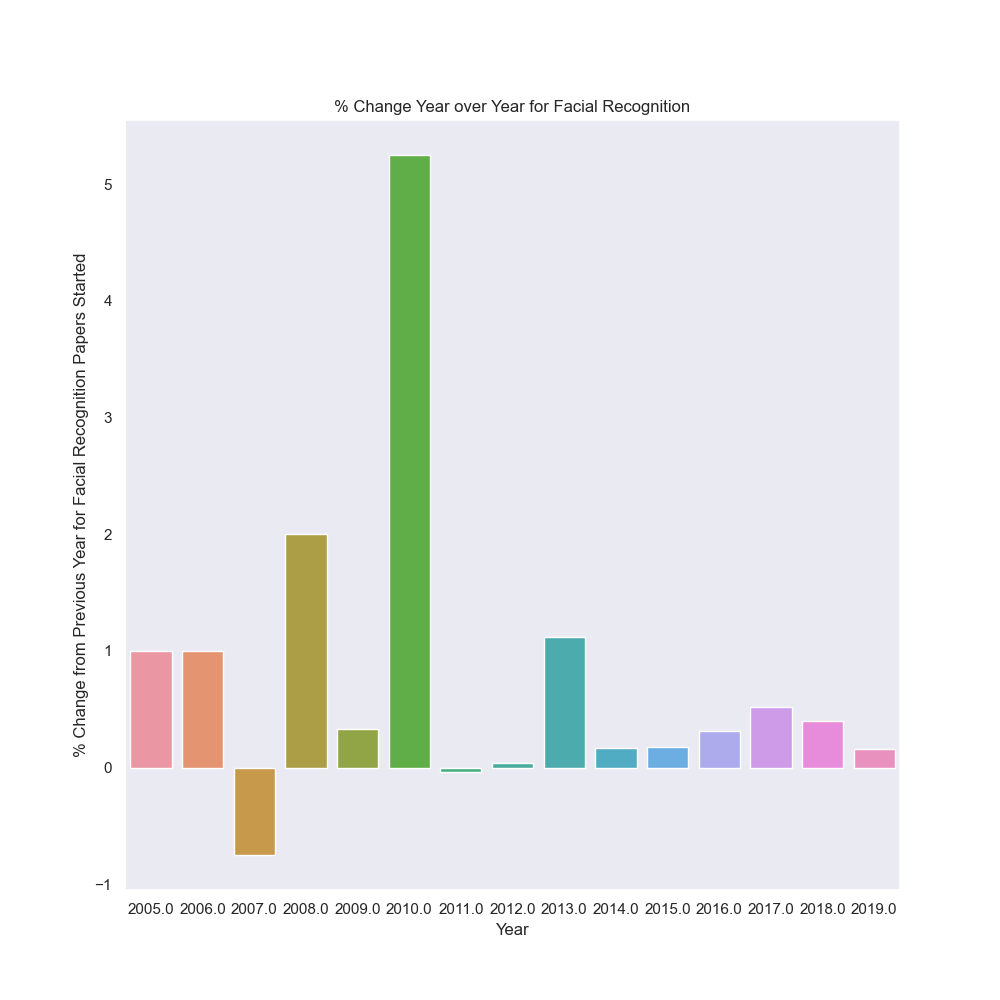 % Change Year over Year for Facial Recognition
% Change from Previous Year for Facial Recognition Papers Started
5
4
3
2
1
0
−1
2005.0 2006.0 2007.0 2008.0 2009.0 2010.0 2011.0 2012.0 2013.0 2014.0 2015.0 2016.0 2017.0 2018.0 2019.0
Year